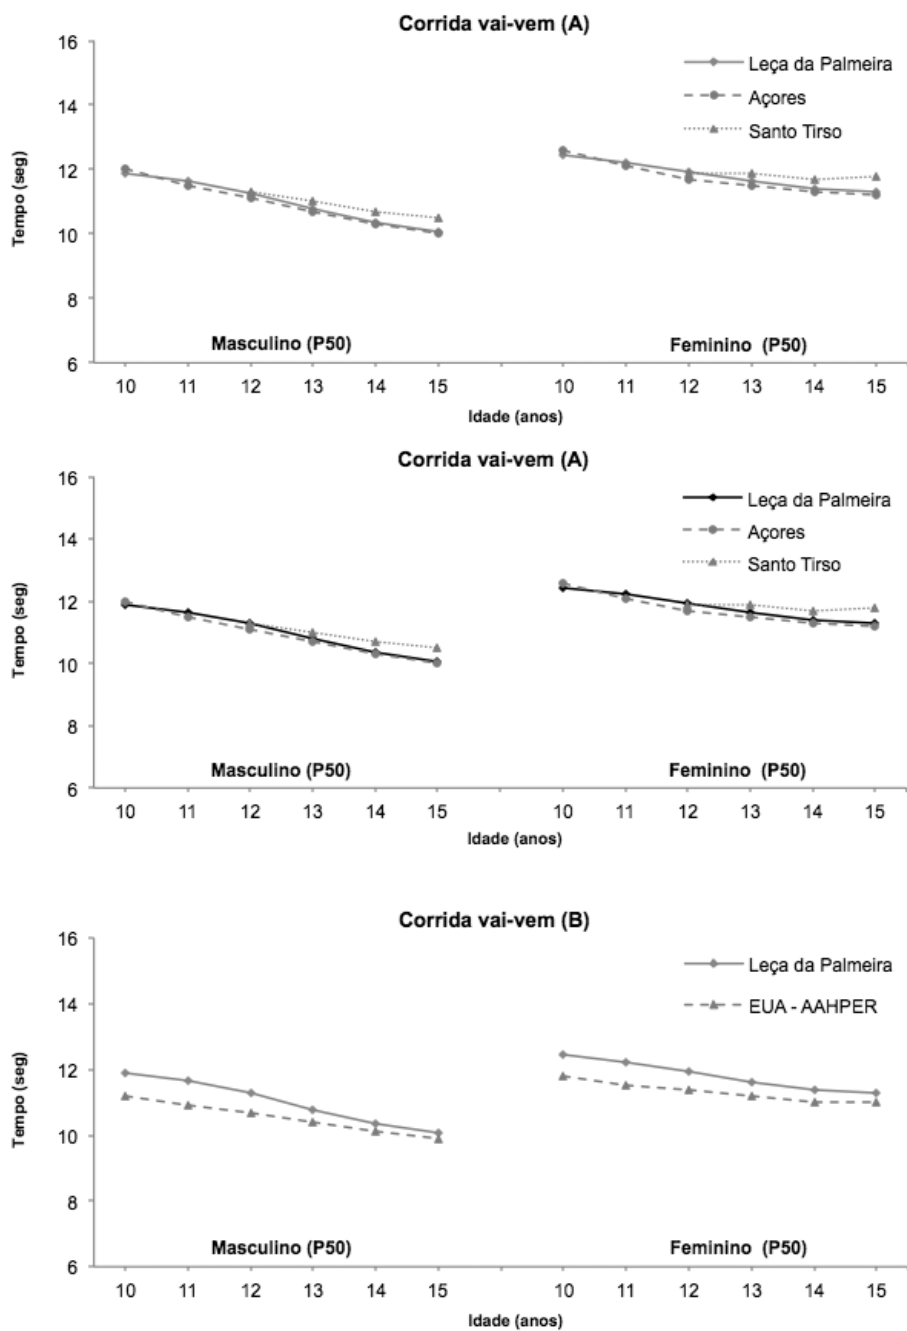 Corrida vai-vem (A)
16
14
12
10
8
6
Tempo (seg)
Leça da Palmeira
Açores
Santo Tirso
Masculino (P50)
Feminino (P50)
10 11 12 13 14 15 10 11 12 13 14 15
Idade (anos)
Corrida vai-vem (A)
16
14
12
10
8
6
Tempo (seg)
Leça da Palmeira
Açores
Santo Tirso
Masculino (P50)
Feminino (P50)
10 11 12 13 14 15 10 11 12 13 14 15
Idade (anos)
Corrida vai-vem (B)
16
14
12
10
8
6
Tempo (seg)
Leça da Palmeira
EUA - AAHPER
Masculino (P50)
Feminino (P50)
10 11 12 13 14 15 10 11 12 13 14 15
Idade (anos)